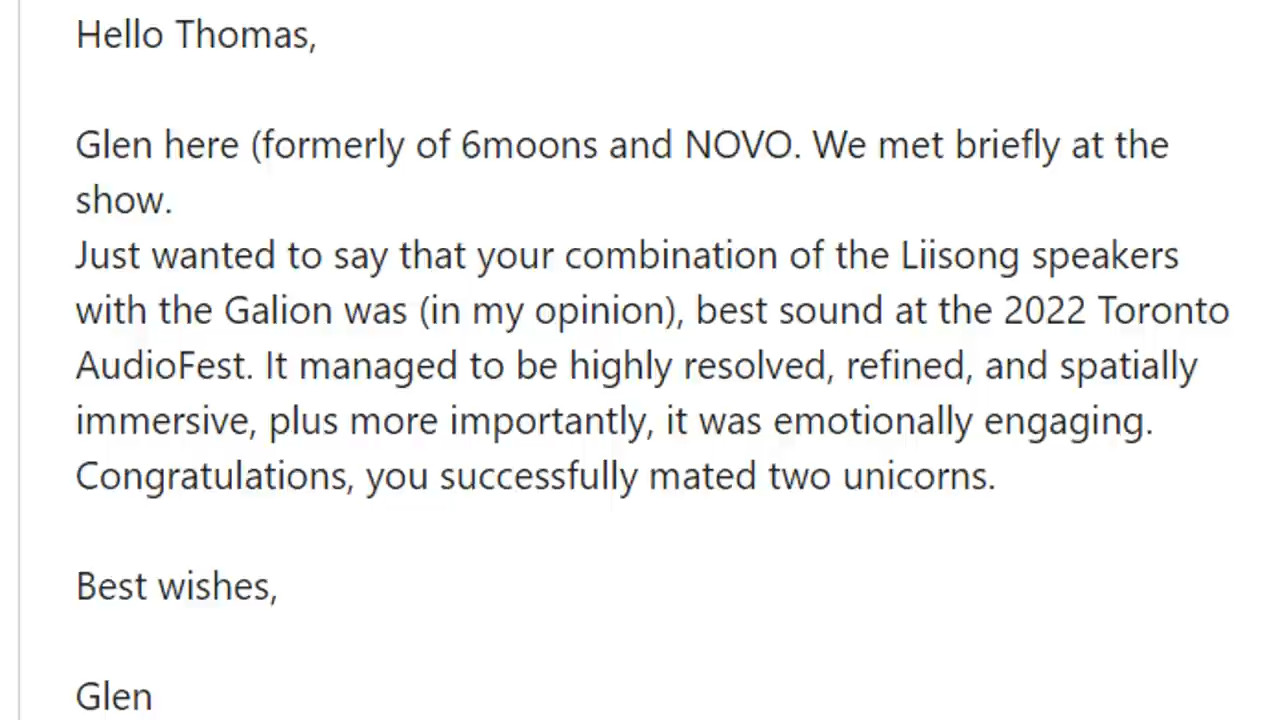 Hello Thomas,
Glen here (formerly of 6moons and NOVO. We met briefly at the
show.
Just wanted to say that your combination of the Liisong speakers
with the Galion was (in my opinion), best sound at the 2022 Toronto
AudioFest. It managed to be highly resolved, refined, and spatially
immersive, plus more importantly, it was emotionally engaging.
Congratulations, you successfully mated two unicorns.
Best wishes,
Glen